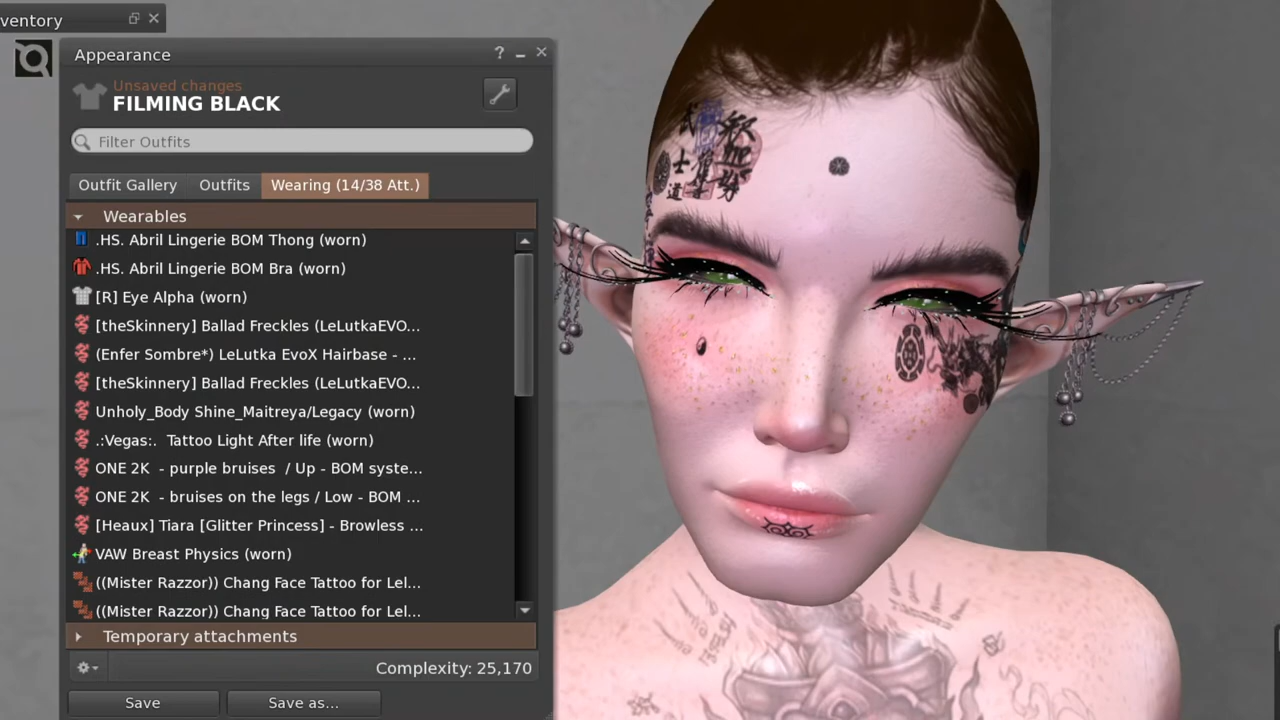 ventory
Appearance
?
Unsaved changes
FILMING BLACK
Filter Outfits
Outfit Gallery Outfits Wearing (14/38 Att.)
Wearables
.HS. Abril Lingerie BOM Thong (worn)
.HS. Abril Lingerie BOM Bra (worn)
[R] Eye Alpha (worn)
[theSkinnery] Ballad Freckles (LeLutkaEVO...
(Enfer Sombre*) LeLutka EvoX Hairbase - ...
[theSkinnery] Ballad Freckles (LeLutkaEVO...
Unholy_Body Shine_Maitreya/Legacy (worn)
.:Vegas:. Tattoo Light After life (worn)
ONE 2K - purple bruises / Up - BOM syste...
ONE 2K - bruises on the legs / Low - BOM ...
[Heaux] Tiara [Glitter Princess] - Browless ...
VAW Breast Physics (worn)
((Mister Razzor)) Chang Face Tattoo for Lel...
((Mister Razzor)) Chang Face Tattoo for Lel...
Temporary attachments
Complexity: 25,170
Save Save as...
士
道